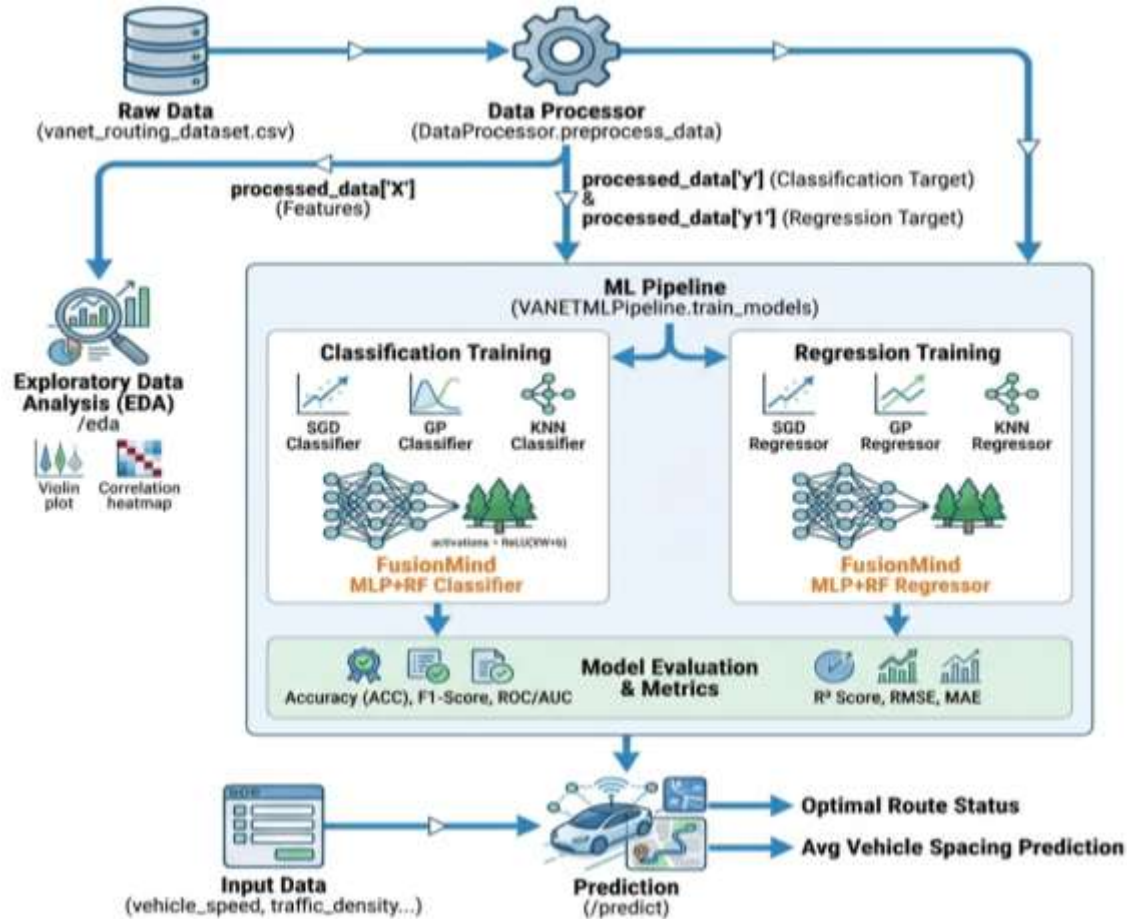 Raw Data
(vanet_routing_dataset.csv)
Data Processor
(DataProcessor.preprocess_data)
processed_data['X']
(Features)
processed_data['y'] (Classification Target)
&
processed_data['y1'] (Regression Target)
Exploratory Data
Analysis (EDA)
/eda
Violin
plot
Correlation
heatmap
ML Pipeline
(VANETMLPipeline.train_models)
Classification Training
SGD
Classifier
GP
Classifier
KNN
Classifier
activations = ReLU(XW+b)
FusionMind
MLP+RF Classifier
Regression Training
SGD
Regressor
GP
Regressor
KNN
Regressor
FusionMind
MLP+RF Regressor
Model Evaluation
& Metrics
Accuracy (ACC), F1-Score, ROC/AUC
R² Score, RMSE, MAE
Input Data
(vehicle_speed, traffic_density...)
Prediction
(/predict)
Optimal Route Status
Avg Vehicle Spacing Prediction